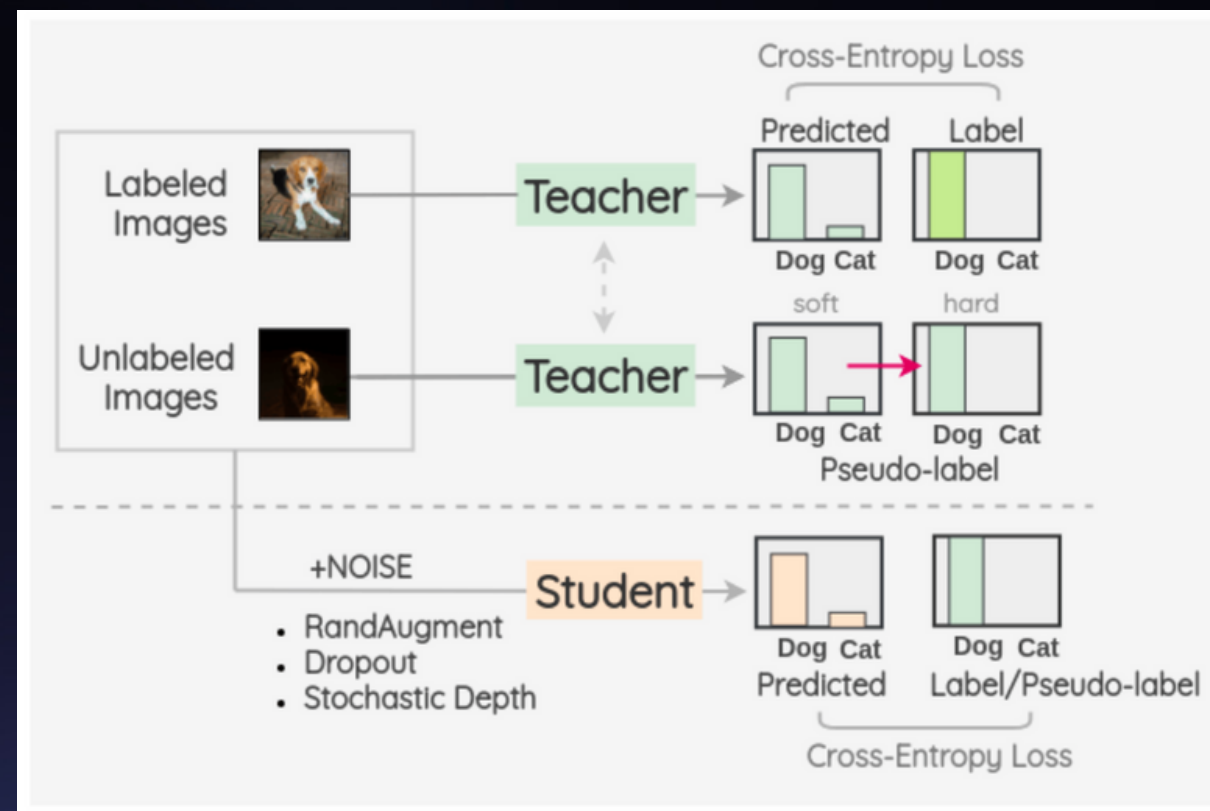 Cross-Entropy Loss
Predicted Label
Labeled
Images
Teacher
Dog Cat Dog Cat
soft hard
Unlabeled
Images
Teacher
Dog Cat Dog Cat
Pseudo-label
+NOISE
• RandAugment
• Dropout
• Stochastic Depth
Student
Dog Cat Dog Cat
Predicted Label/Pseudo-label
Cross-Entropy Loss